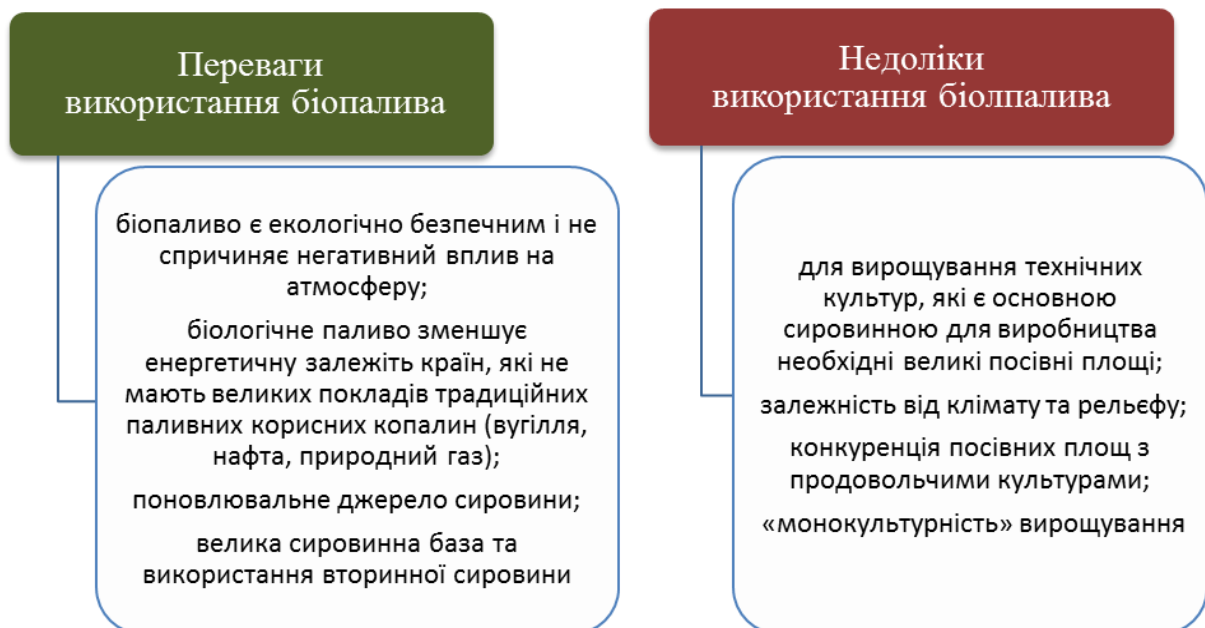 Переваги
використання біопалива
біопаливо є екологічно безпечним і не
спричиняє негативний вплив на
атмосферу;
біологічне паливо зменшує
енергетичну залежіть країн, які не
мають великих покладів традиційних
паливних корисних копалин (вугілля,
нафта, природний газ);
поновлювальне джерело сировини;
велика сировинна база та
використання вторинної сировини
Недоліки
використання біолпалива
для вирощування технічних
культур, які є основною
сировинною для виробництва
необхідні великі посівні площі;
залежність від клімату та рельєфу;
конкуренція посівних площ з
продовольчими культурами;
«монокультурність» вирощування